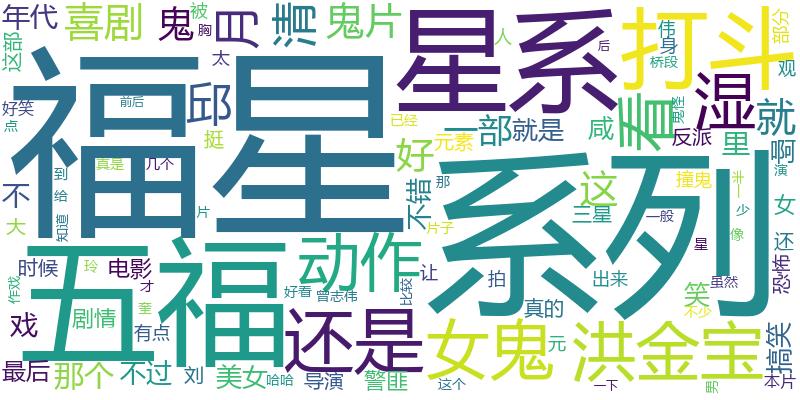 年代
喜剧
鬼
被
胸
月
清
鬼片
星系
人
后
打斗
伟
身
部分
桥段
观
这部
好笑
点
前后
福星
邱
太
挺
已经
一部
就是
元素
好
咸
看
鬼怪
反派
湿
里
就
啊
不
大
到
给
知道
真是
几个
片
五福
动作
不错
那
片子
系列
这
三星
一般
撞鬼
少
像
演
女
还
恐怖
时候
电影
才
玲
奎
作戏
戏
剧情
有点
好看
曾志伟
还是
让
比较
拍
真的
出来
星
虽然
笑
不少
搞笑
最后
那个
不过
刘
美女
哈哈
导演
警匪
这个
女鬼
元
洪金宝
一下
男
本片